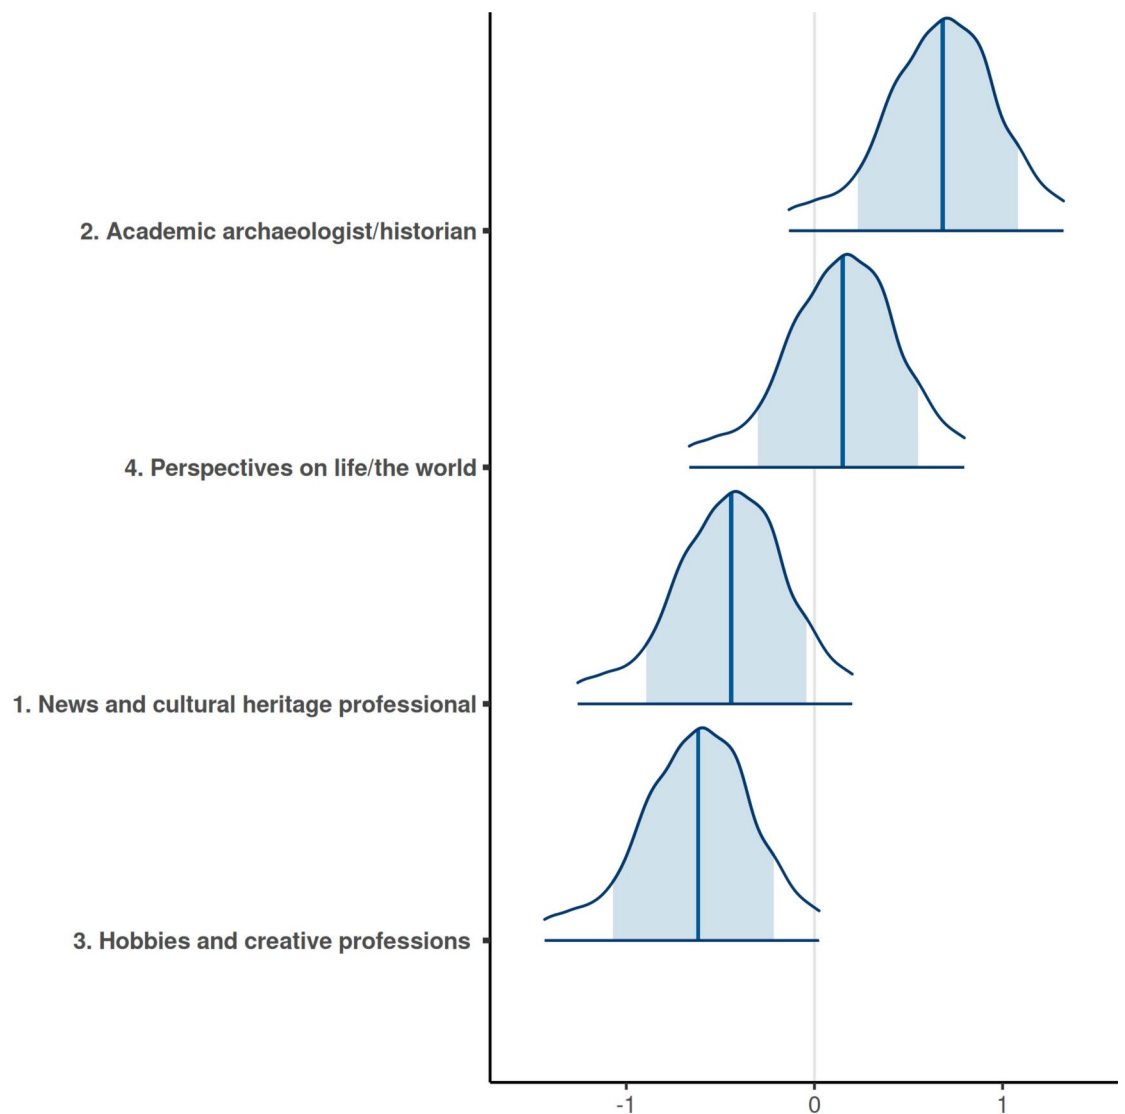 2. Academic archaeologist/historian
4. Perspectives on life/the world
1. News and cultural heritage professional
3. Hobbies and creative professions
-1 0 1